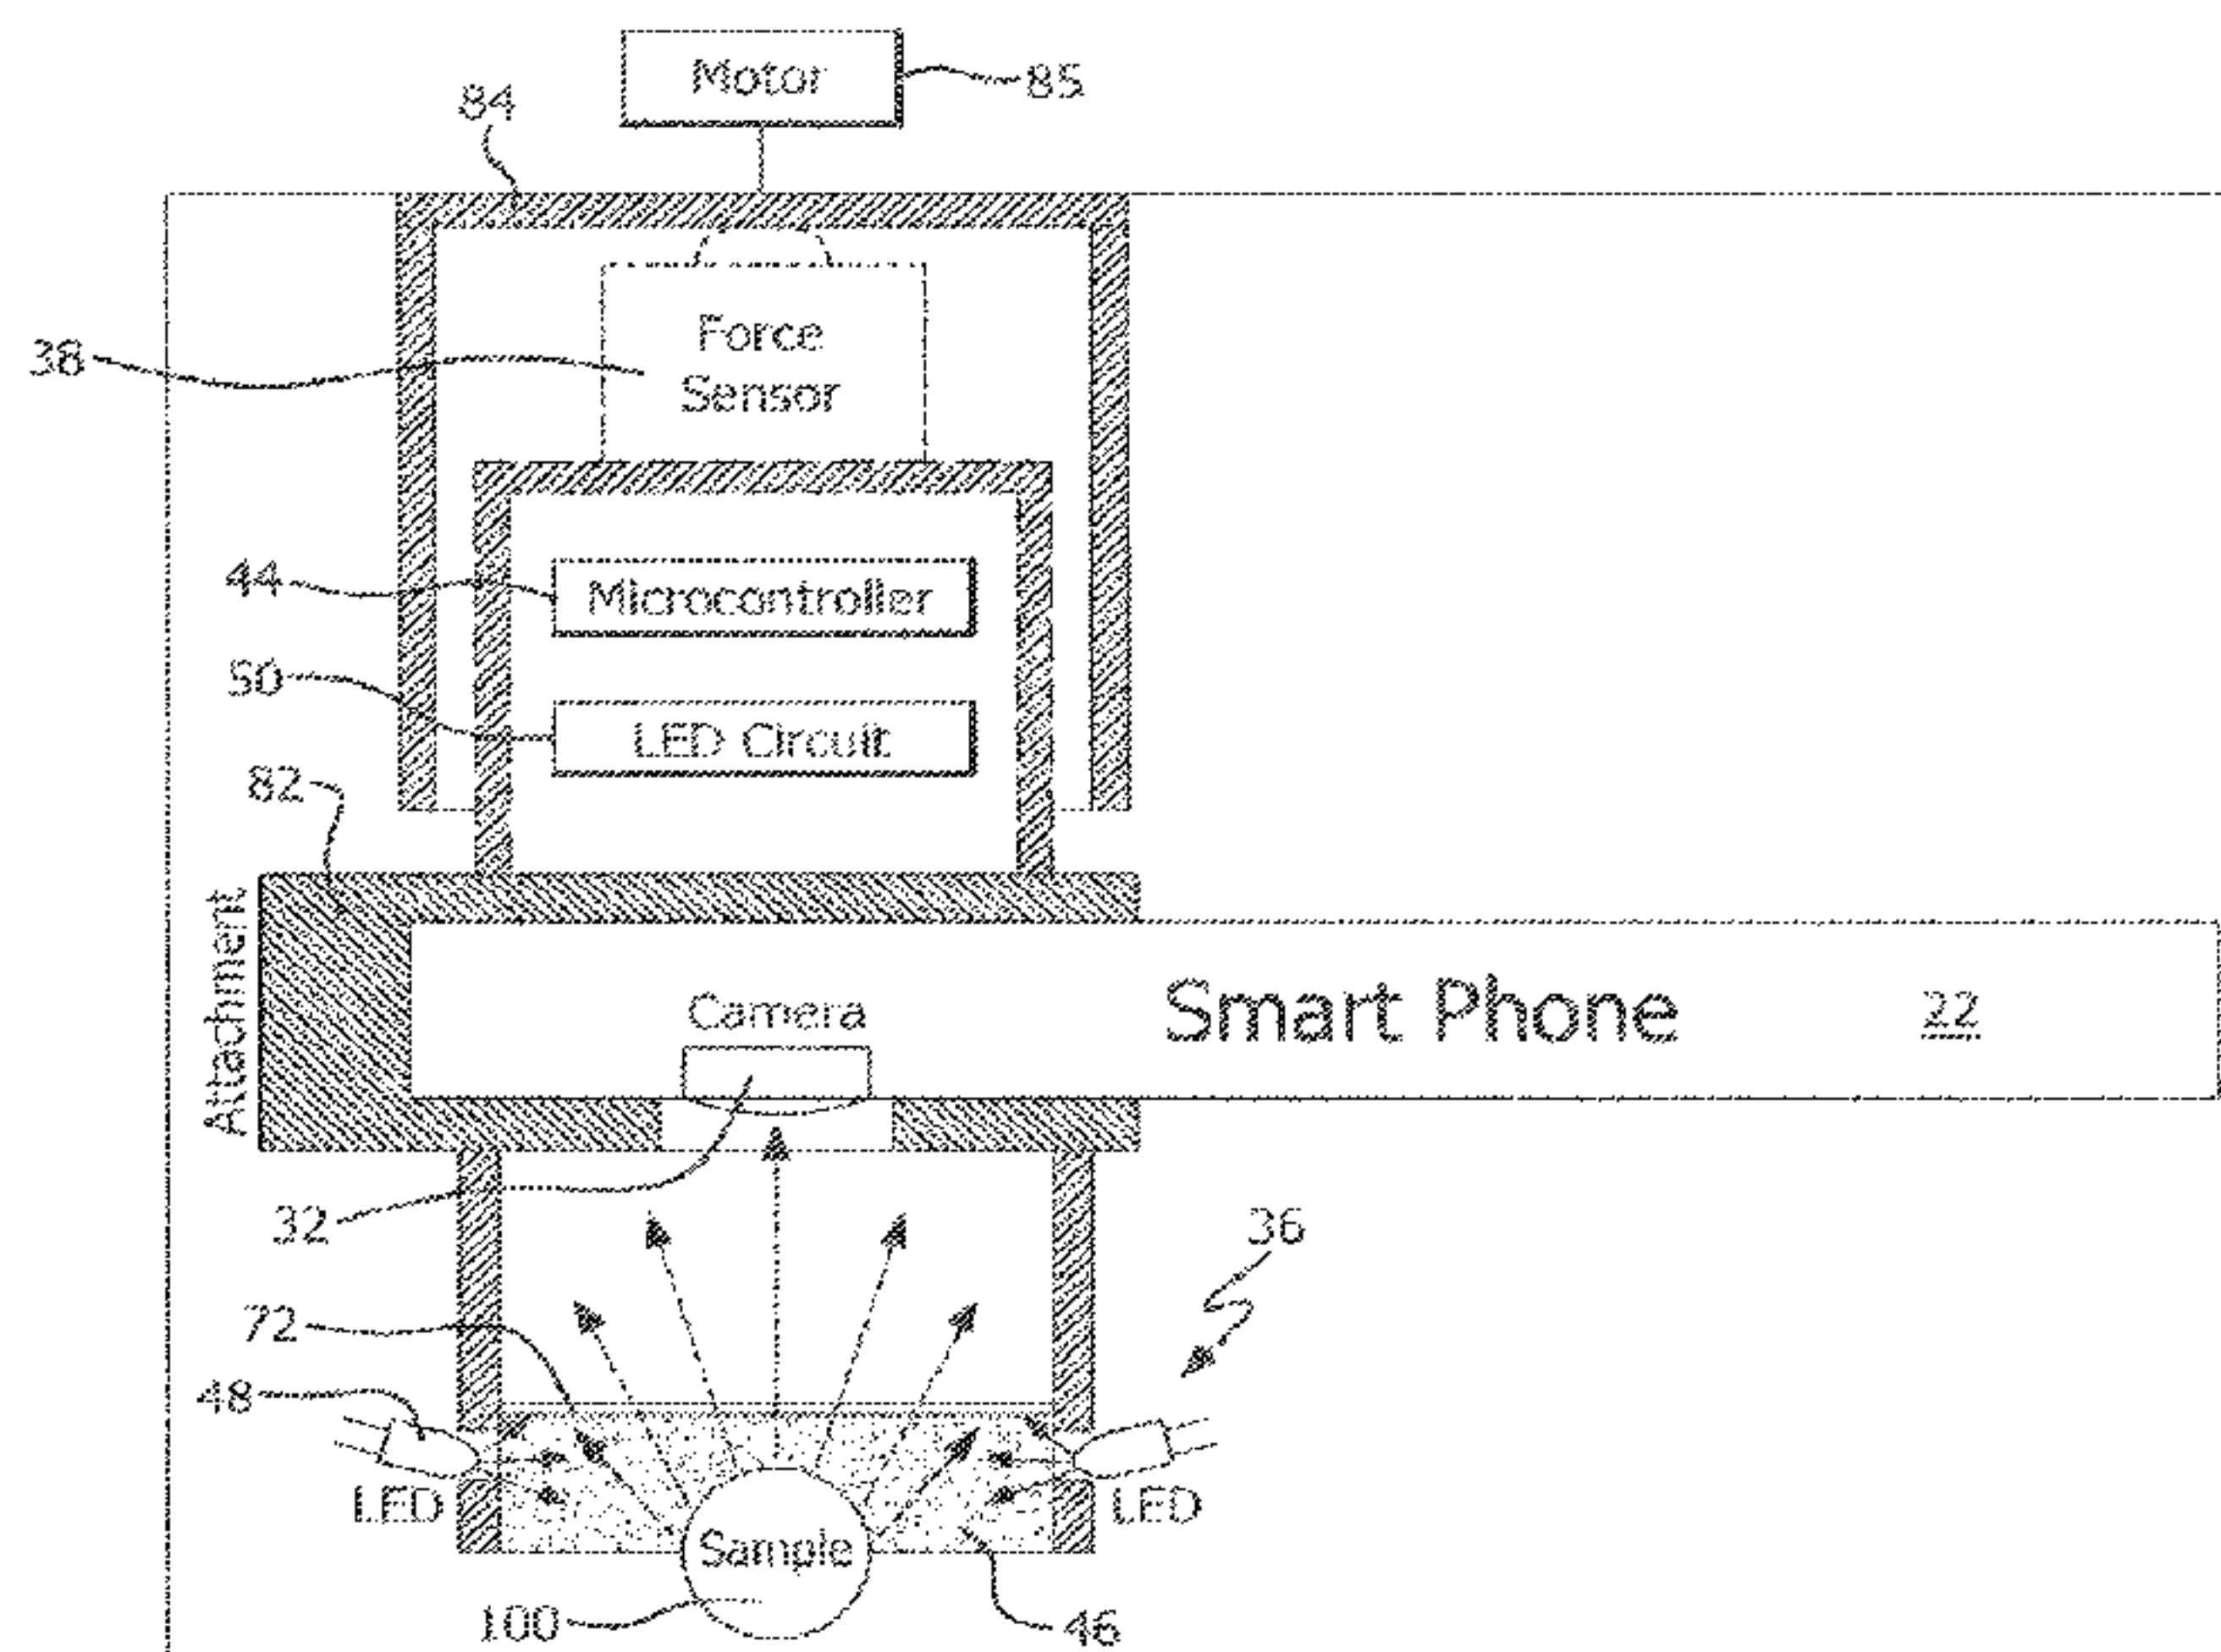 Motor
85
84
Force
Sensor
38
Microcontroller
44
LED Circuit
50
82
Attachment
Camera
Smart Phone 22
32
36
72
48
LED
LED
Sample
100
46